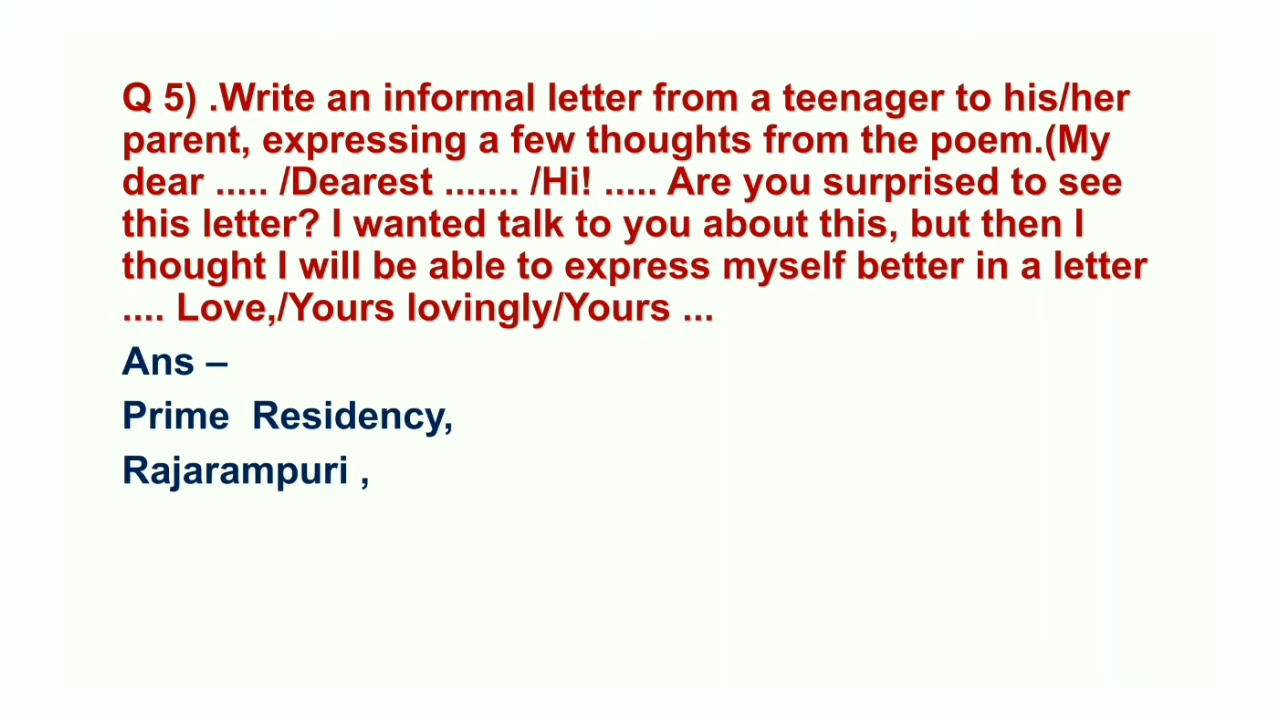 Q 5) .Write an informal letter from a teenager to his/her
parent, expressing a few thoughts from the poem.(My
dear ..... /Dearest ....... /Hi! ..... Are you surprised to see
this letter? I wanted talk to you about this, but then I
thought I will be able to express myself better in a letter
.... Love,/Yours lovingly/Yours ...
Ans –
Prime  Residency,
Rajarampuri ,